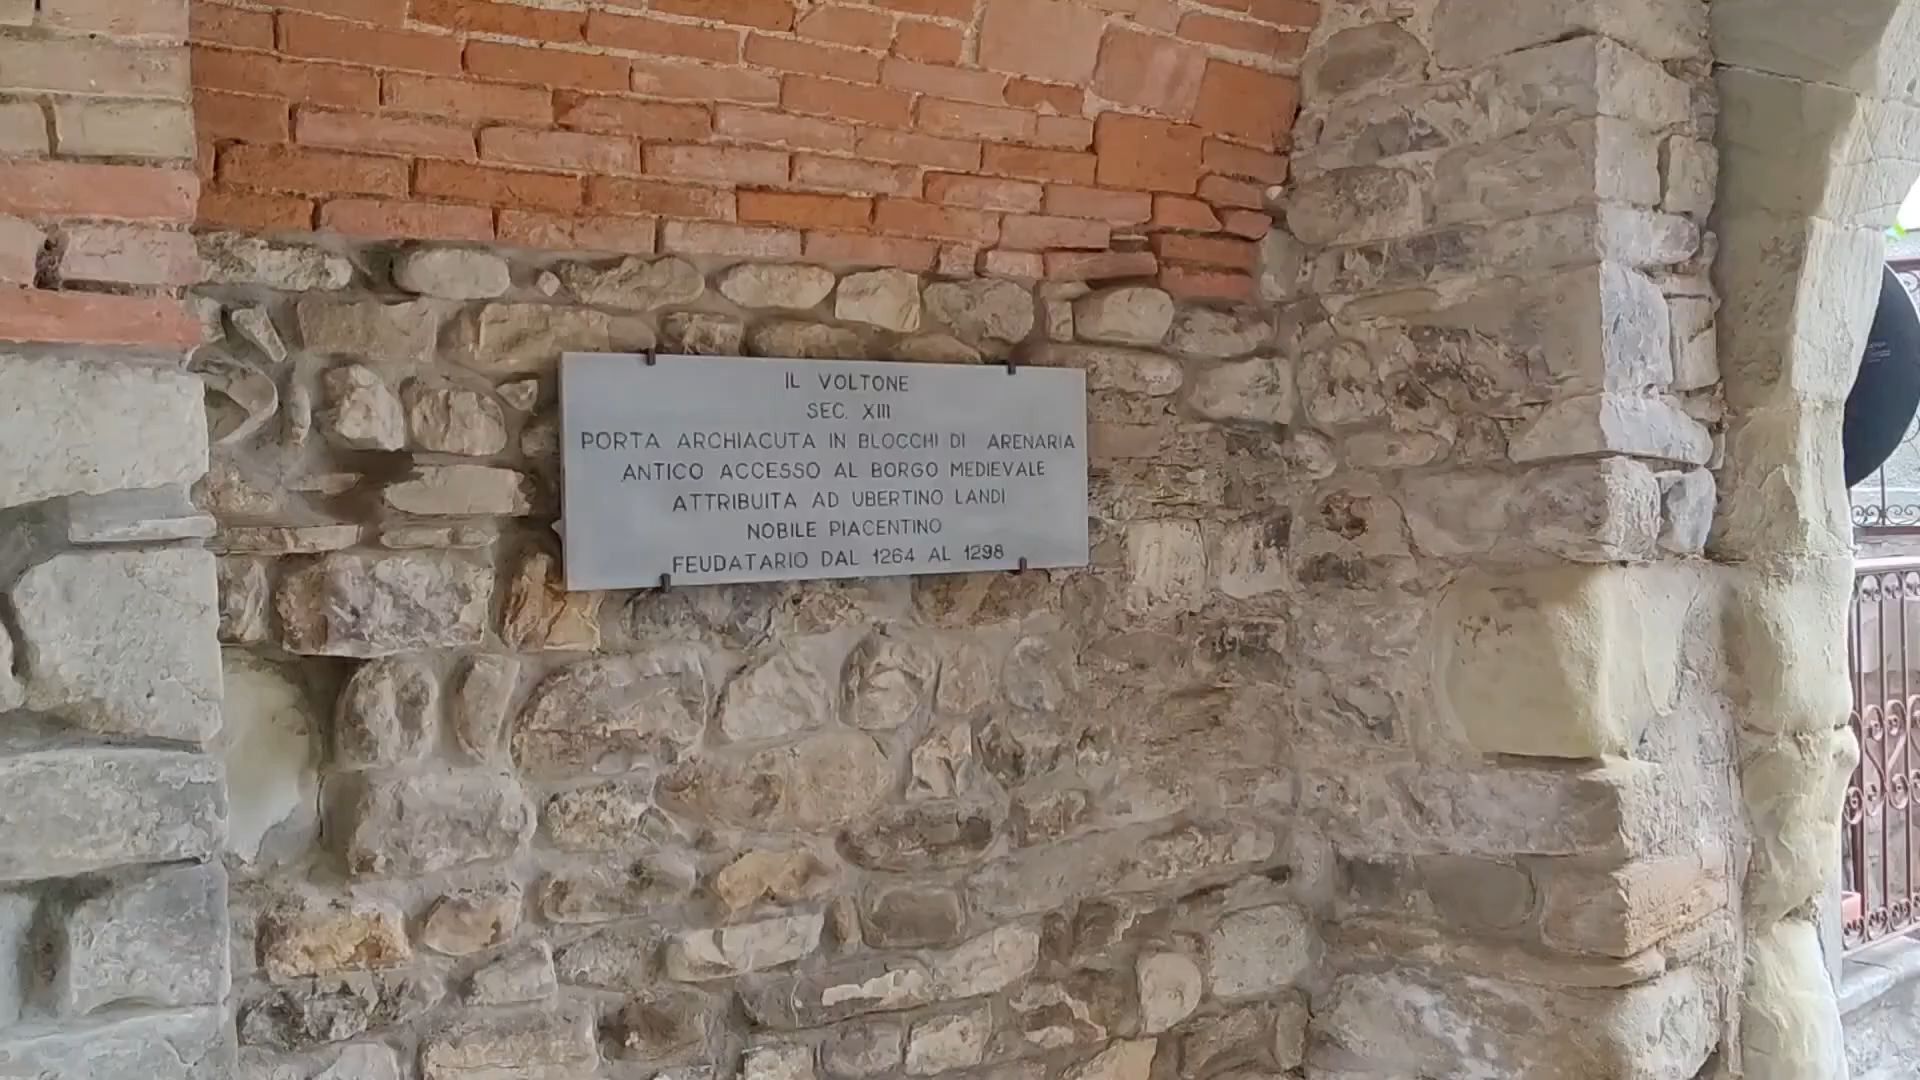 IL VOLTONE
SEC. XIII
PORTA ARCHIACUTA IN BLOCCHI DI ARENARIA
ANTICO ACCESSO AL BORGO MEDIEVALE
ATTRIBUITA AD UBERTINO LANDI
NOBILE PIACENTINO
FEUDATARIO DAL 1264 AL 1298